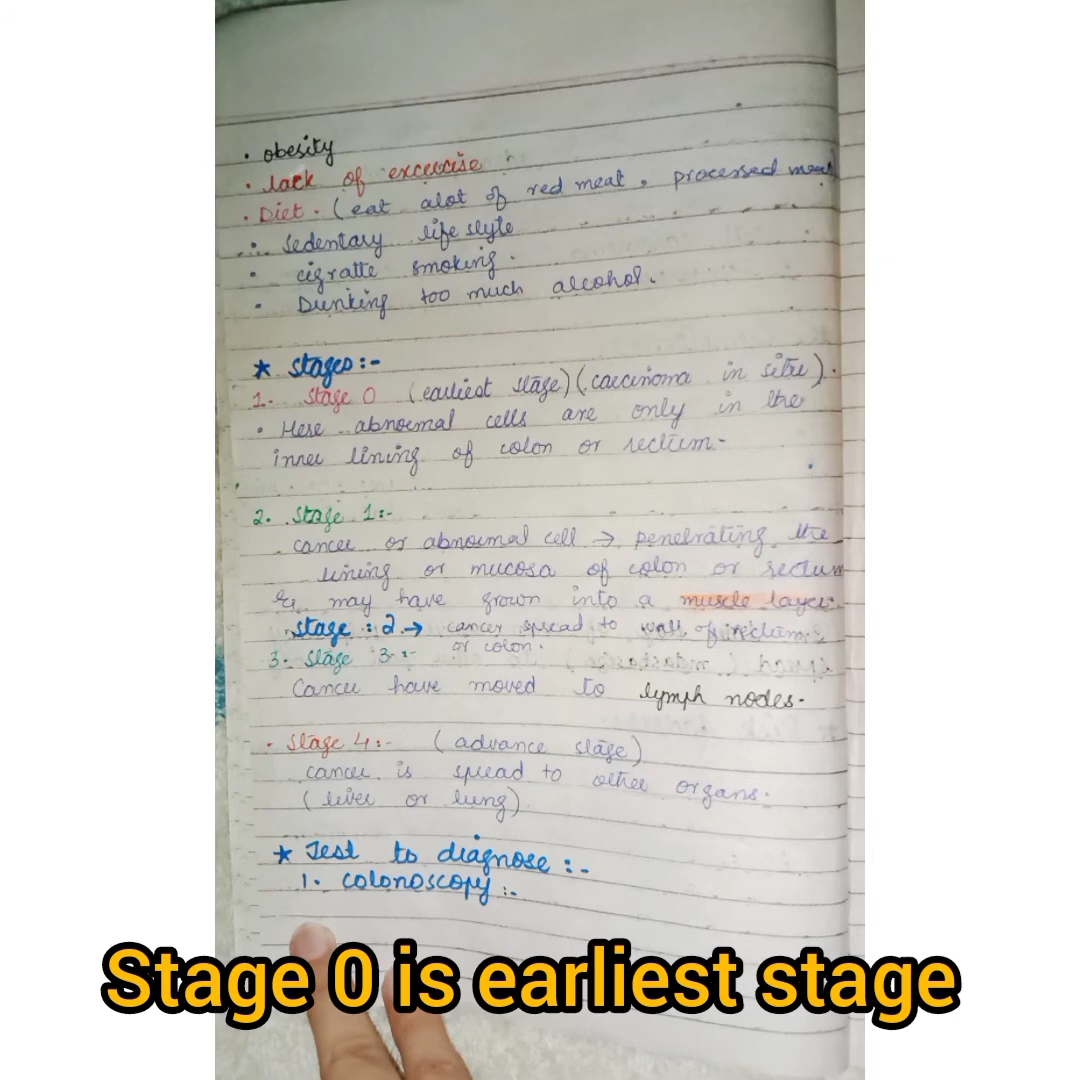 • obesity
• lack of excercise
• Diet • (eat alot of red meat, processed meat
• Sedentary life slyte
• cigratte smoking.
• Drinking too much alcohol.
* Stages:-
1. Stage 0 (earliest stage) (carcinoma in situ).
• Here abnormal cells are only in the
inner lining of colon or rectum-
2. Stage 1:-
cancer or abnormal cell → penetrating the
lining or mucosa of colon or rectum
& may have grown into a muscle layer.
Stage : 2 → cancer spread to wall of rectum
or colon.
3. Stage 3:-
Cancer have moved to lymph nodes.
• Stage 4:- (advance stage)
cancer is spread to other organs.
(liver or lung)
* Test to diagnose:-
1. colonoscopy:-
Stage 0 is earliest stage